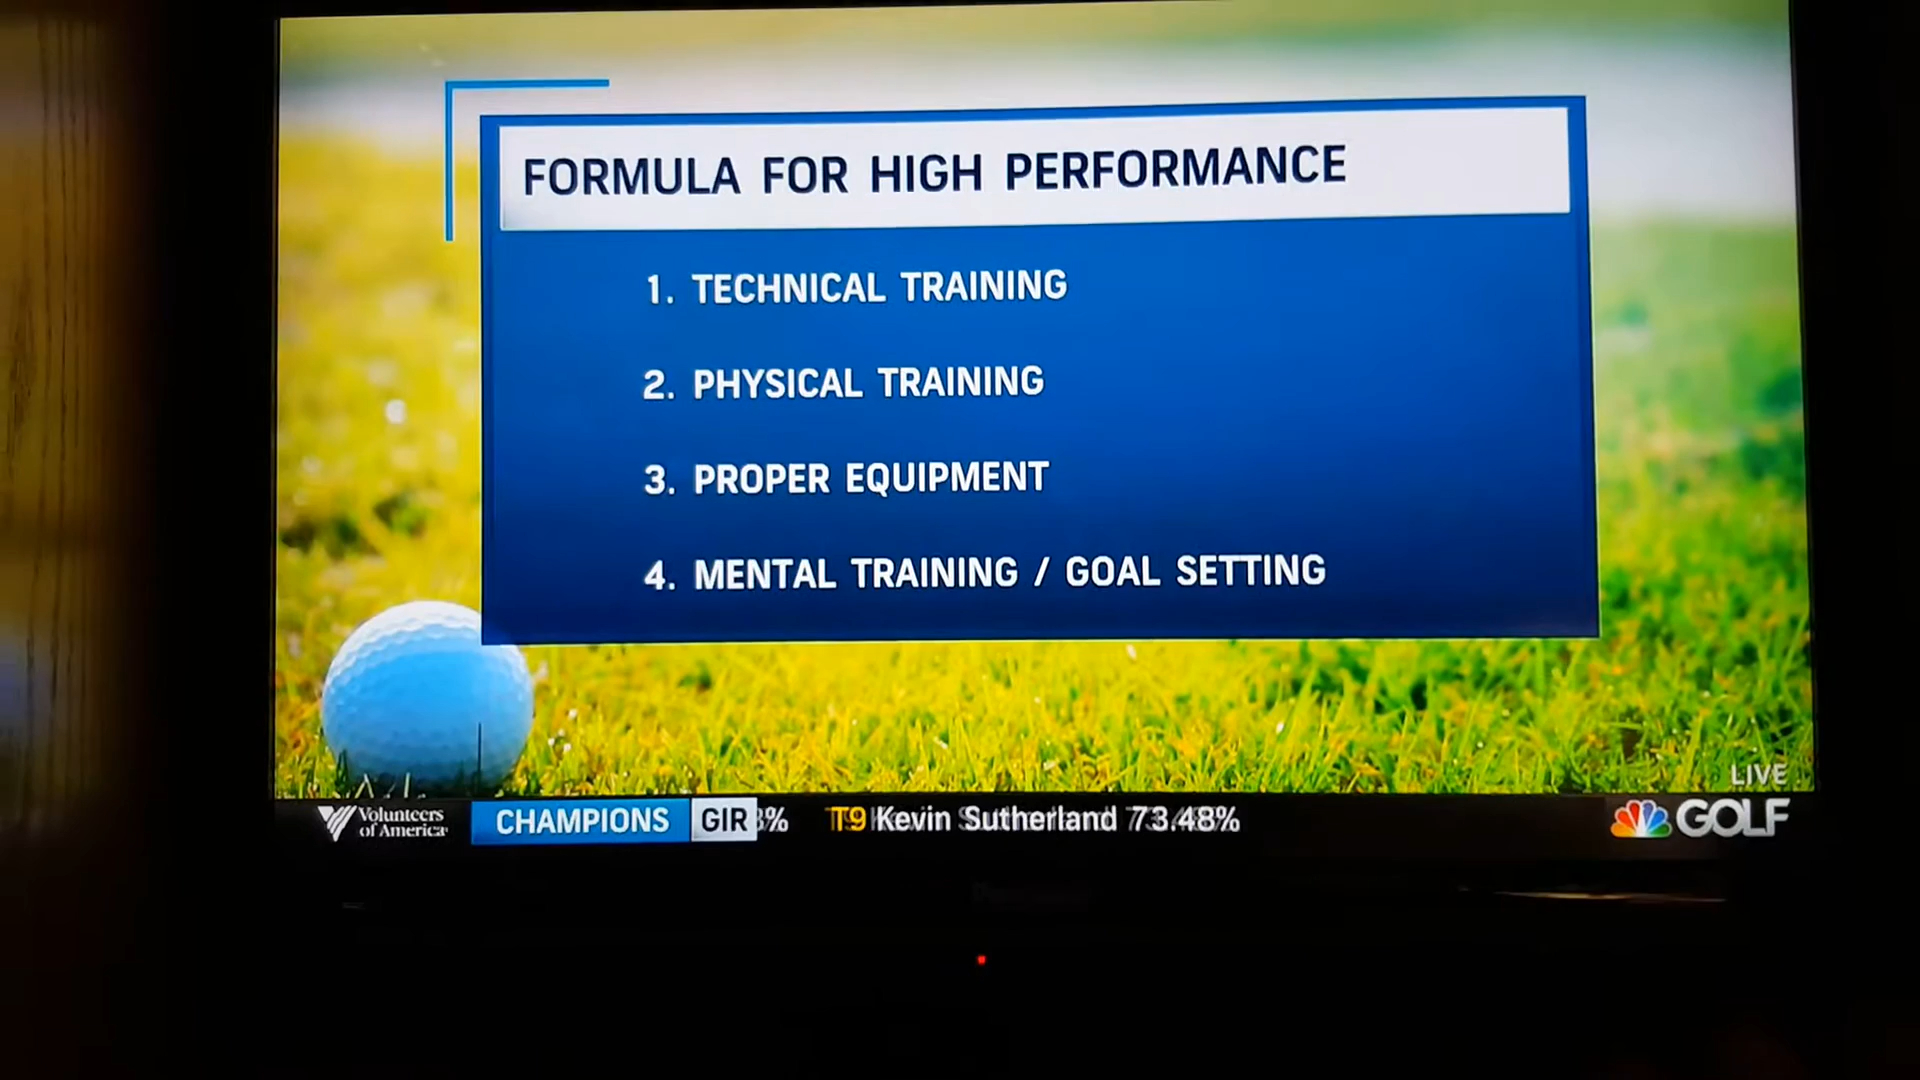 FORMULA FOR HIGH PERFORMANCE
1. TECHNICAL TRAINING
2. PHYSICAL TRAINING
3. PROPER EQUIPMENT
4. MENTAL TRAINING / GOAL SETTING
LIVE
Volunteers
of America
CHAMPIONS GIR % T9 Kevin Sutherland 73.48% GOLF